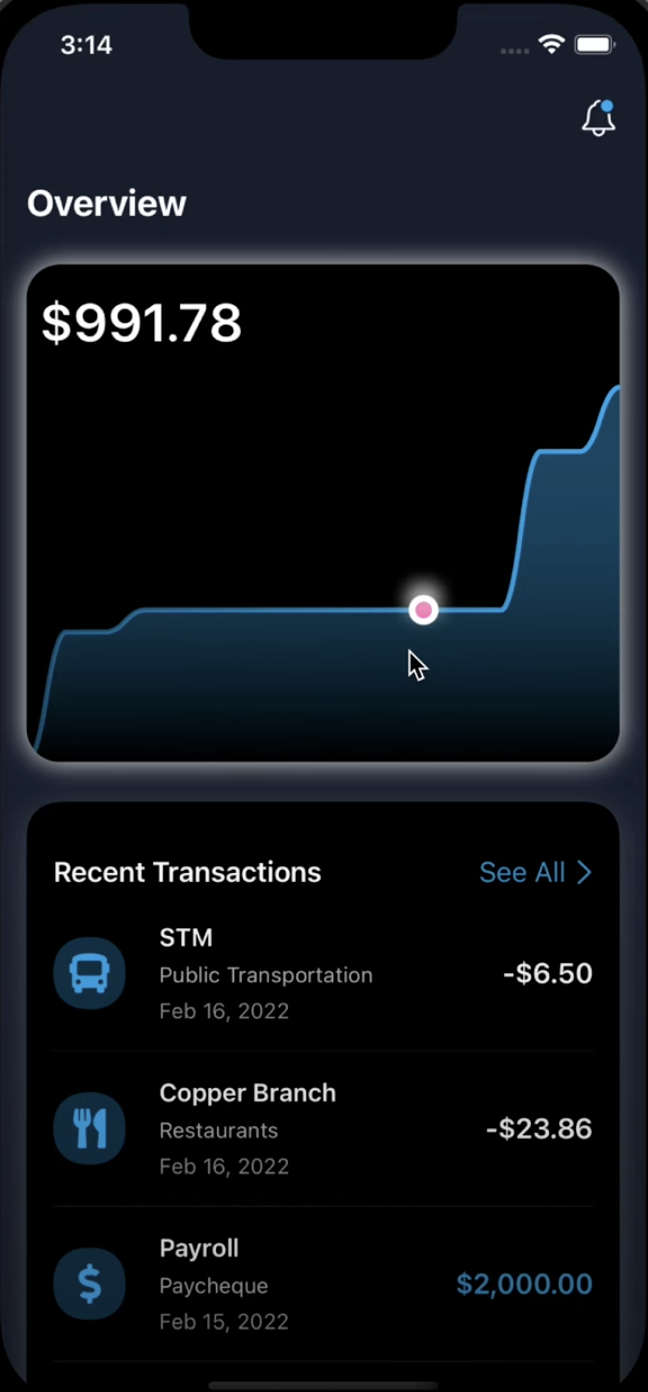 3:14
Overview
$991.78
Recent Transactions
See All
STM
Public Transportation
-$6.50
Feb 16, 2022
Copper Branch
Restaurants
-$23.86
Feb 16, 2022
Payroll
Paycheque
$2,000.00
Feb 15, 2022